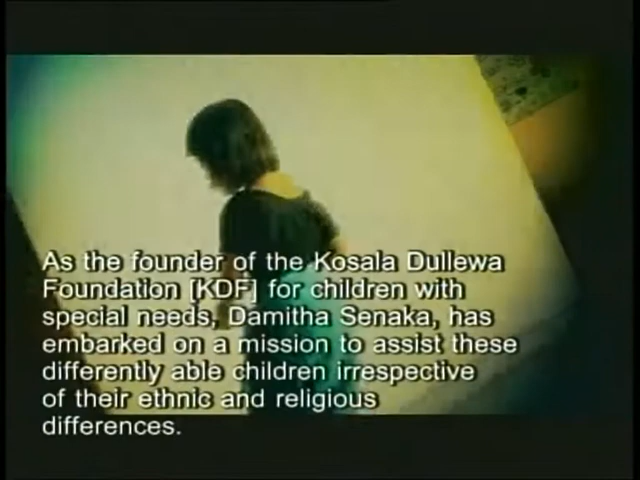 As the founder of the Kosala Dullewa
Foundation [KDF] for children with
special needs, Damitha Senaka, has
embarked on a mission to assist these
differently able children irrespective
of their ethnic and religious
differences.